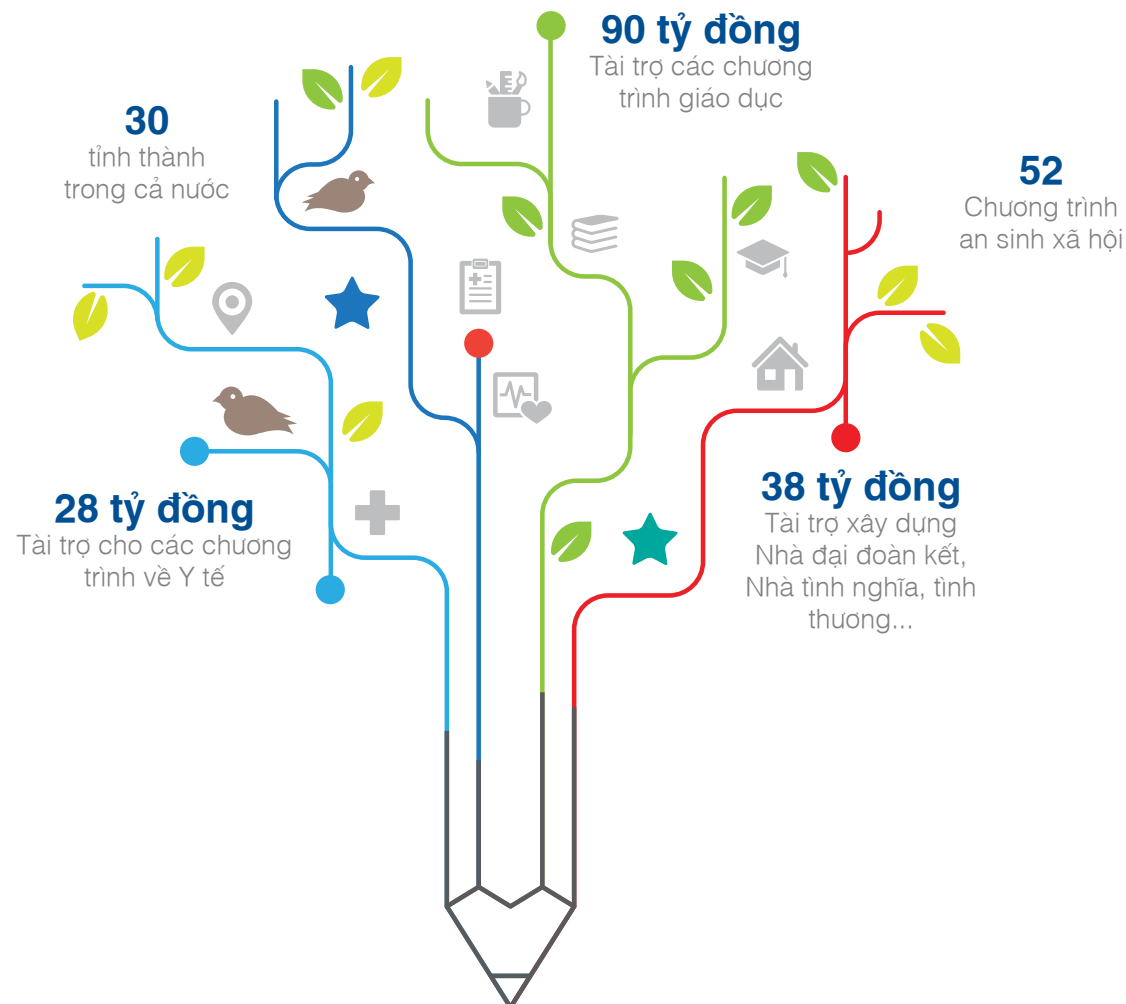 90 tỷ đồng
Tài trợ các chương
trình giáo dục
30
tỉnh thành
trong cả nước
52
Chương trình
an sinh xã hội
28 tỷ đồng
Tài trợ cho các chương
trình về Y tế
38 tỷ đồng
Tài trợ xây dựng
Nhà đại đoàn kết,
Nhà tình nghĩa, tình
thương...